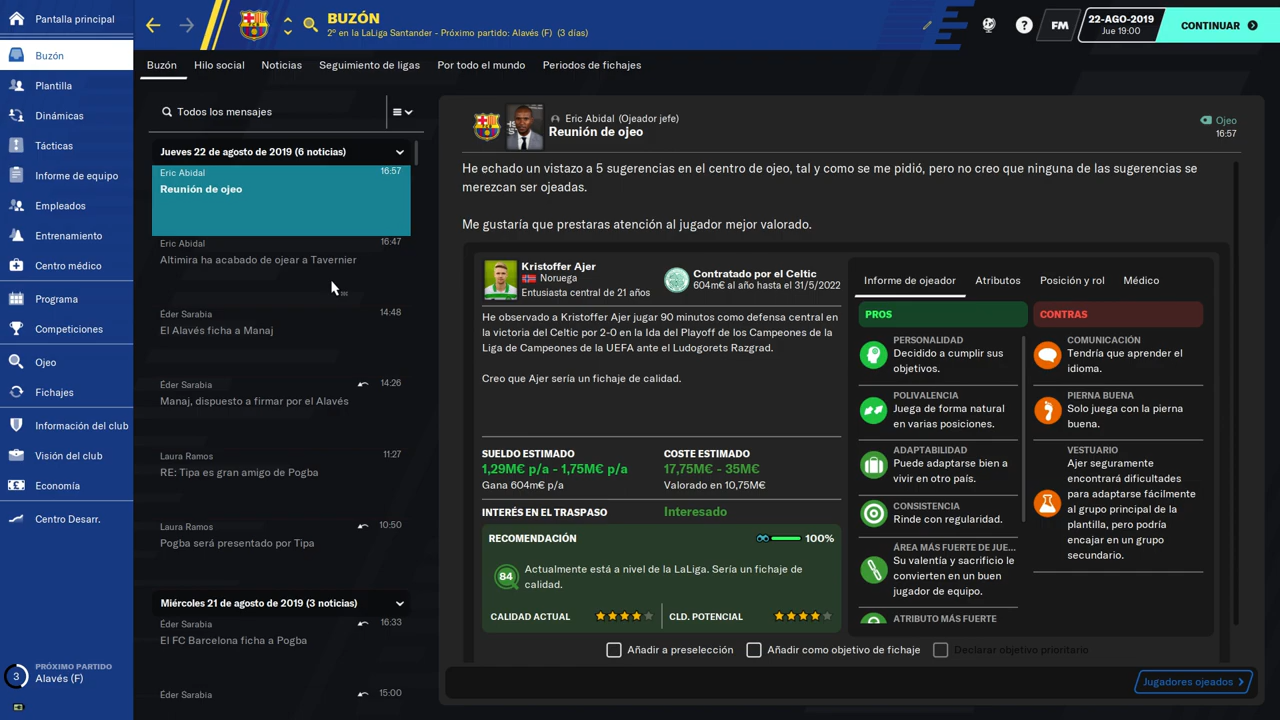 Pantalla principal
Buzón
Plantilla
Dinámicas
Tácticas
Informe de equipo
Empleados
Entrenamiento
Centro médico
Programa
Competiciones
Ojeo
Fichajes
Información del club
Visión del club
Economía
Centro Desarr.
3
PRÓXIMO PARTIDO
Alavés (F)
BUZÓN
2º en la LaLiga Santander - Próximo partido: Alavés (F) (3 días)
?
FM
22-AGO-2019
Jue 19:00
CONTINUAR
Buzón
Hilo social
Noticias
Seguimiento de ligas
Por todo el mundo
Periodos de fichajes
Todos los mensajes
Jueves 22 de agosto de 2019 (6 noticias)
Eric Abidal
16:57
Reunión de ojeo
Eric Abidal
16:47
Altimira ha acabado de ojear a Tavernier
Éder Sarabia
14:48
El Alavés ficha a Manaj
Éder Sarabia
14:26
Manaj, dispuesto a firmar por el Alavés
Laura Ramos
11:27
RE: Tipa es gran amigo de Pogba
Laura Ramos
10:50
Pogba será presentado por Tipa
Miércoles 21 de agosto de 2019 (3 noticias)
Éder Sarabia
16:33
El FC Barcelona ficha a Pogba
Éder Sarabia
15:00
Eric Abidal (Ojeador jefe)
Reunión de ojeo
Ojeo
16:57
He echado un vistazo a 5 sugerencias en el centro de ojeo, tal y como se me pidió, pero no creo que ninguna de las sugerencias se
merezcan ser ojeadas.
Me gustaría que prestaras atención al jugador mejor valorado.
Kristoffer Ajer
Noruega
Entusiasta central de 21 años
Contratado por el Celtic
604m€ al año hasta el 31/5/2022
He observado a Kristoffer Ajer jugar 90 minutos como defensa central en
la victoria del Celtic por 2-0 en la Ida del Playoff de los Campeones de la
Liga de Campeones de la UEFA ante el Ludogorets Razgrad.
Creo que Ajer sería un fichaje de calidad.
SUELDO ESTIMADO
1,29M€ p/a - 1,75M€ p/a
Gana 604m€ p/a
COSTE ESTIMADO
17,75M€ - 35M€
Valorado en 10,75M€
INTERÉS EN EL TRASPASO
Interesado
RECOMENDACIÓN
100%
84
Actualmente está a nivel de la LaLiga. Sería un fichaje de
calidad.
CALIDAD ACTUAL
CLD. POTENCIAL
Informe de ojeador
Atributos
Posición y rol
Médico
PROS
PERSONALIDAD
Decidido a cumplir sus
objetivos.
POLIVALENCIA
Juega de forma natural
en varias posiciones.
ADAPTABILIDAD
Puede adaptarse bien a
vivir en otro país.
CONSISTENCIA
Rinde con regularidad.
ÁREA MÁS FUERTE DE JUE...
Su valentía y sacrificio le
convierten en un buen
jugador de equipo.
ATRIBUTO MÁS FUERTE
CONTRAS
COMUNICACIÓN
Tendría que aprender el
idioma.
PIERNA BUENA
Solo juega con la pierna
buena.
VESTUARIO
Ajer seguramente
encontrará dificultades
para adaptarse fácilmente
al grupo principal de la
plantilla, pero podría
encajar en un grupo
secundario.
Añadir a preselección
Añadir como objetivo de fichaje
Declarar objetivo prioritario
Jugadores ojeados